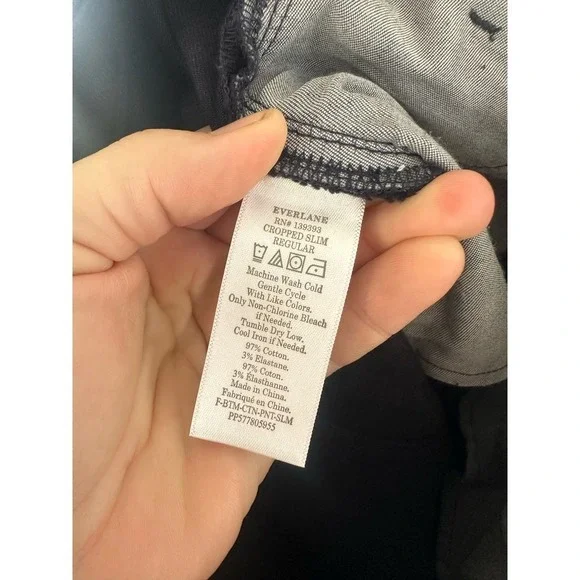 EVERLANE
RN# 139393
CROPPED SLIM
REGULAR
Machine Wash Cold
Gentle Cycle
With Like Colors.
Only Non-Chlorine Bleach
if Needed.
Tumble Dry Low.
Cool Iron if Needed.
97% Cotton.
3% Elastane.
97% Coton.
3% Élasthanne.
Made in China.
Fabriqué en Chine.
F-BTM-CTN-PNT-SLM
PP577805955